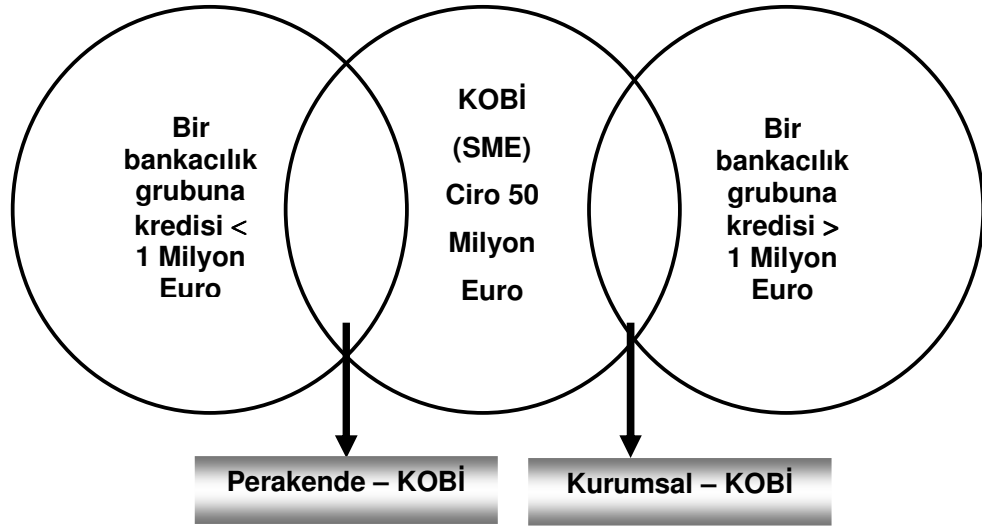 Bir
bankacılık
grubuna
kredisi <
1 Milyon
Euro
KOBİ
(SME)
Ciro 50
Milyon
Euro
Bir
bankacılık
grubuna
kredisi >
1 Milyon
Euro
Perakende – KOBİ
Kurumsal – KOBİ